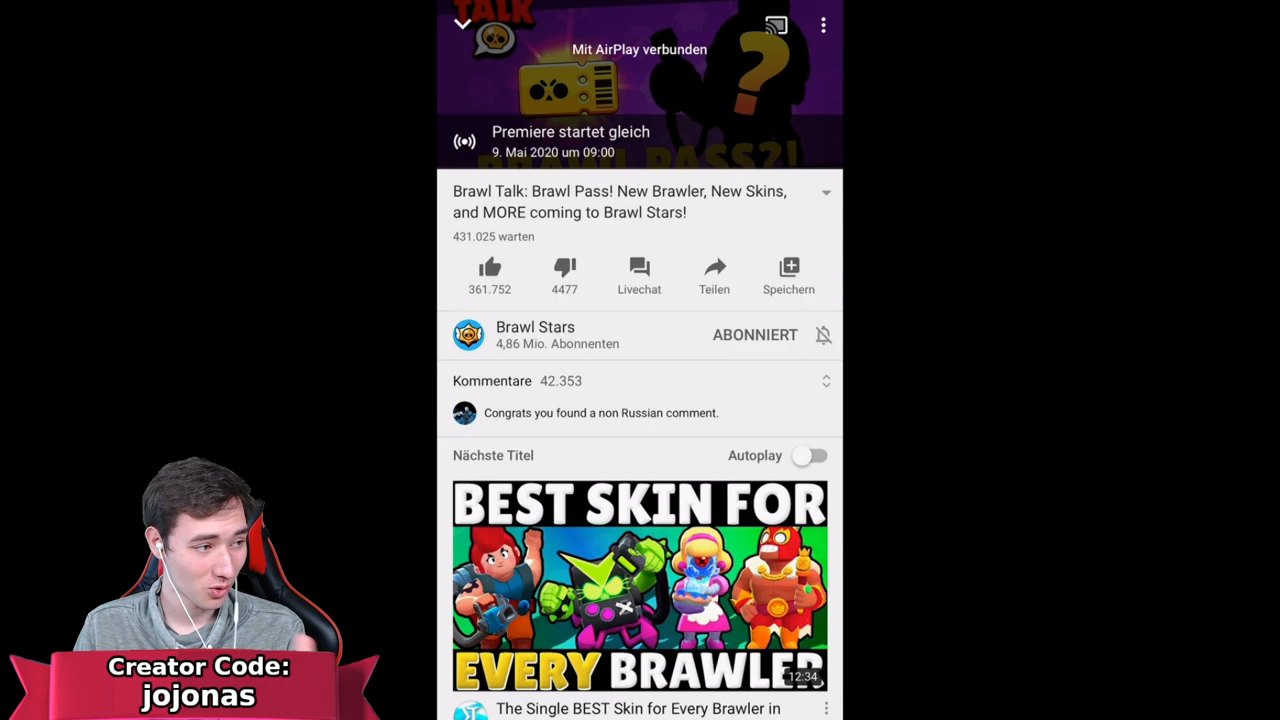 TALK
Mit AirPlay verbunden
?
Premiere startet gleich
9. Mai 2020 um 09:00
BRAWL PASS?!
Brawl Talk: Brawl Pass! New Brawler, New Skins,
and MORE coming to Brawl Stars!
431.025 warten
361.752
4477
Livechat
Teilen
Speichern
Brawl Stars
4,86 Mio. Abonnenten
ABONNIERT
Kommentare 42.353
Congrats you found a non Russian comment.
Nächste Titel
Autoplay
BEST SKIN FOR
EVERY BRAWLER
12:34
The Single BEST Skin for Every Brawler in
Creator Code:
jojonas